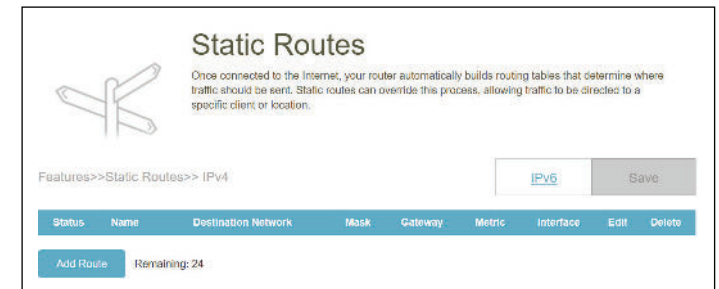 Static Routes
Once connected to the Internet, your router automatically builds routing tables that determine where
traffic should be sent. Static routes can override this process, allowing traffic to be directed to a
specific client or location.
Features>>Static Routes>> IPv4
IPv6 Save
Status Name Destination Network Mask Gateway Metric Interface Edit Delete
Add Route Remaining: 24